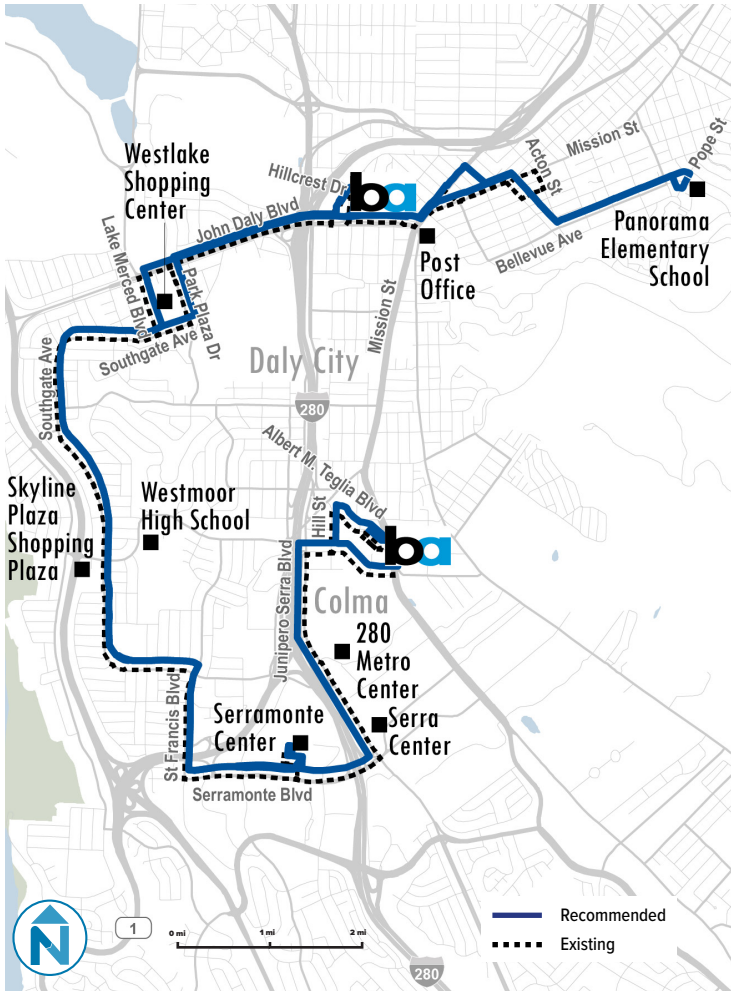 Mission St
Pope St
Acton St
Westlake
Shopping
Center
Hillcrest Dr
ba
John Daly Blvd
Panorama
Elementary
School
Lake Merced Blvd
Park Plaza Dr
Bellevue Ave
Post
Office
Southgate Ave
Mission St
Southgate Ave
Daly City
280
Albert M. Teglia Blvd
Skyline
Plaza
Shopping
Plaza
Westmoor
High School
Hill St
ba
Junipero Serra Blvd
Colma
280
Metro
Center
St Francis Blvd
Serramonte
Center
Serra
Center
Serramonte Blvd
N
1
0 mi
1 mi
2 mi
Recommended
Existing
280